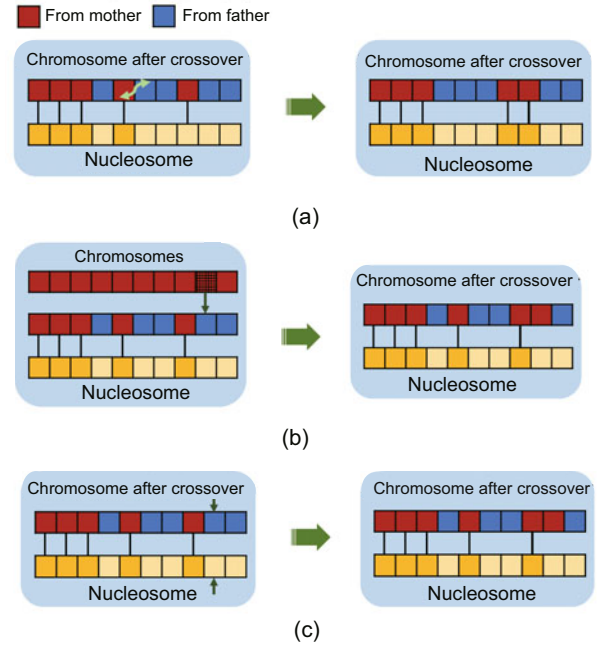 From mother From father
Chromosome after crossover Chromosome after crossover
Nucleosome Nucleosome
(a)
Chromosomes Chromosome after crossover
Nucleosome Nucleosome
(b)
Chromosome after crossover Chromosome after crossover
Nucleosome Nucleosome
(c)